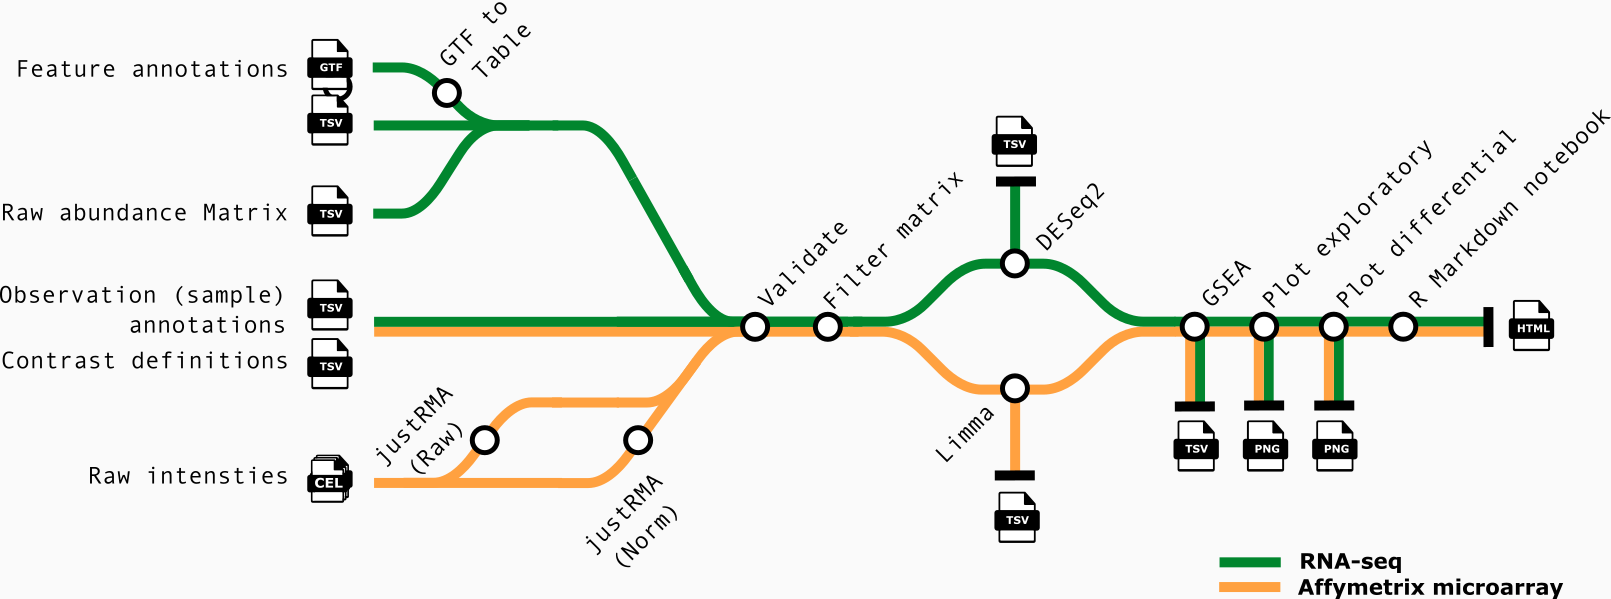 GTF to
Table
Feature annotations
GTF
TSV
Raw abundance Matrix
TSV
Observation (sample)
annotations
TSV
Contrast definitions
TSV
Raw intensties
CEL
justRMA
(Raw)
justRMA
(Norm)
Validate
Filter matrix
TSV
DESeq2
Limma
TSV
GSEA
Plot exploratory
Plot differential
R Markdown notebook
HTML
TSV
PNG
PNG
RNA-seq
Affymetrix microarray